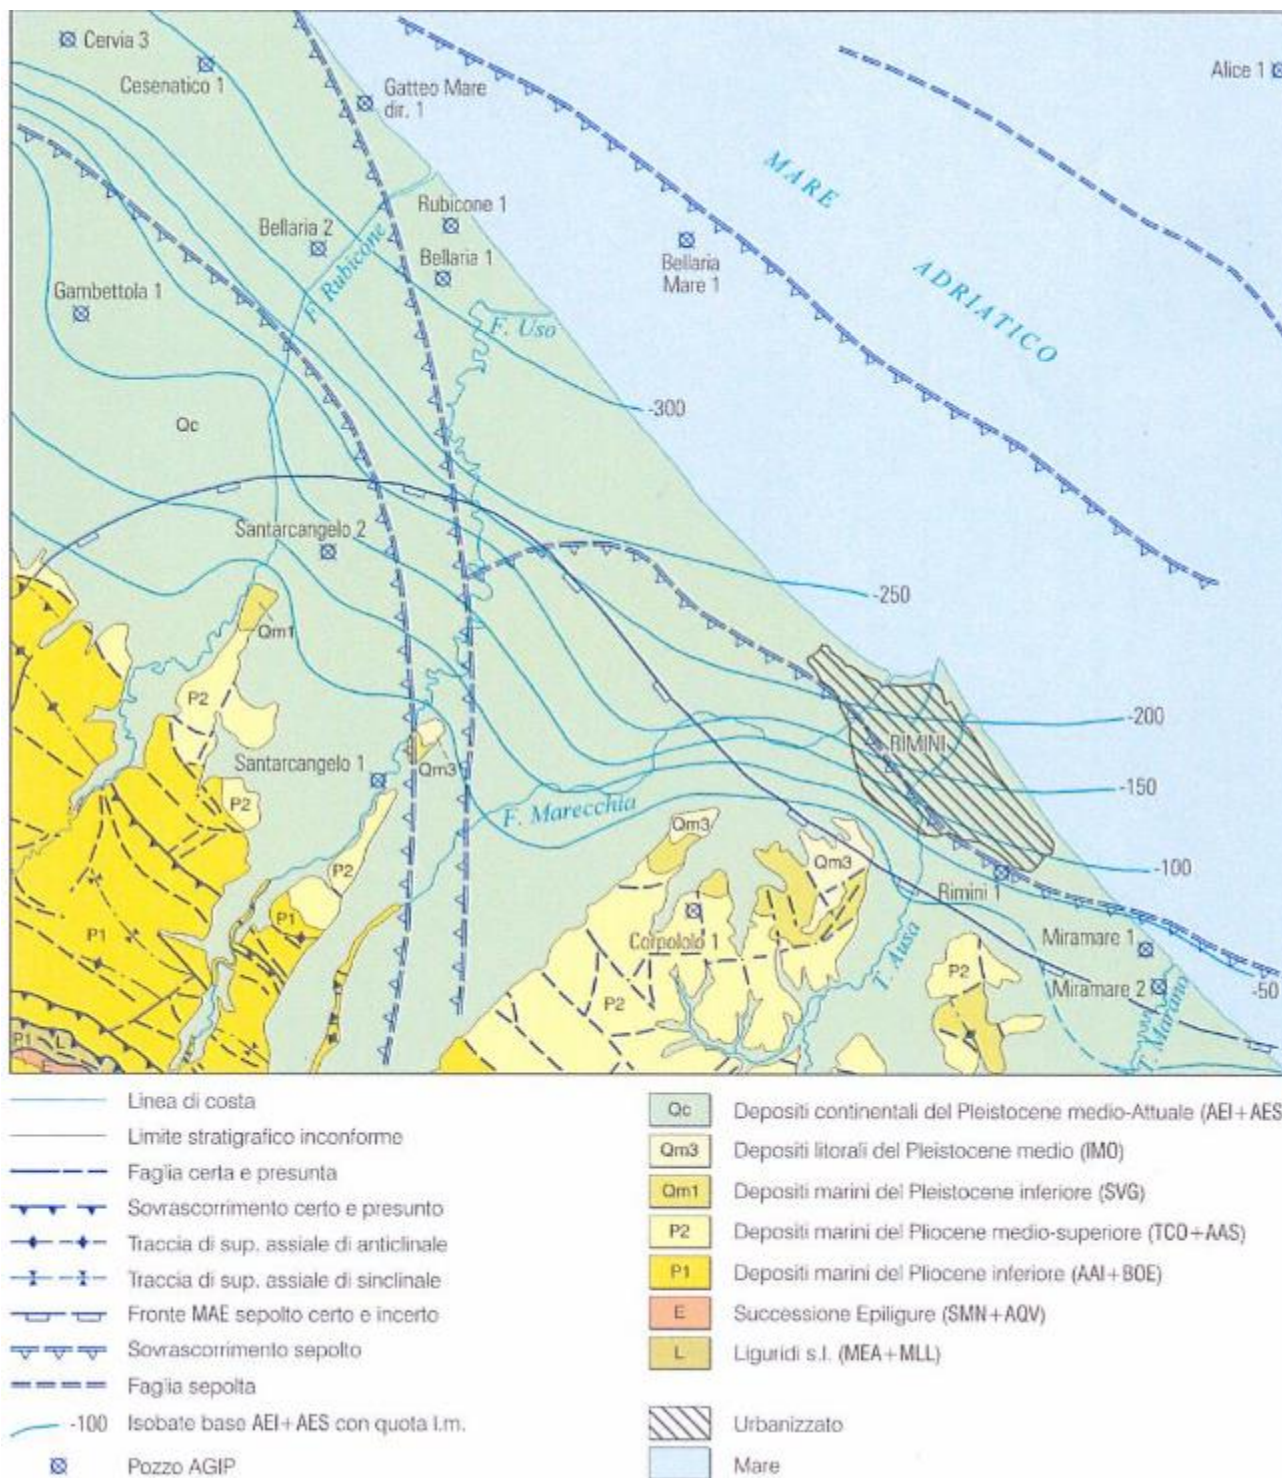 Cervia 3
Cesenatico 1
Gatteo Mare
dir. 1
Alice 1
MARE
ADRIATICO
Rubicone 1
Bellaria 2
Bellaria 1
Bellaria
Mare 1
F. Rubicone
Gambettola 1
F. Uso
-300
Qc
Santarcangelo 2
-250
Qm1
P2
-200
RIMINI
Santarcangelo 1
Qm3
-150
P2
F. Marecchia
Qm3
Qm3
-100
P2
Rimini 1
P1
P1
Corpololo 1
T. Ausa
Miramare 1
P2
P2
Miramare 2
-50
T. Marano
P1
L
Linea di costa
Limite stratigrafico inconforme
Faglia certa e presunta
Sovrascorrimento certo e presunto
Traccia di sup. assiale di anticlinale
Traccia di sup. assiale di sinclinale
Fronte MAE sepolto certo e incerto
Sovrascorrimento sepolto
Faglia sepolta
-100 Isobate base AEI+AES con quota l.m.
Pozzo AGIP
Qc Depositi continentali del Pleistocene medio-Attuale (AEI+AES
Qm3 Depositi litorali del Pleistocene medio (IMO)
Qm1 Depositi marini del Pleistocene inferiore (SVG)
P2 Depositi marini del Pliocene medio-superiore (TCO+AAS)
P1 Depositi marini del Pliocene inferiore (AAI+BOE)
E Successione Epiligure (SMN+AQV)
L Liguridi s.l. (MEA+MLL)
Urbanizzato
Mare